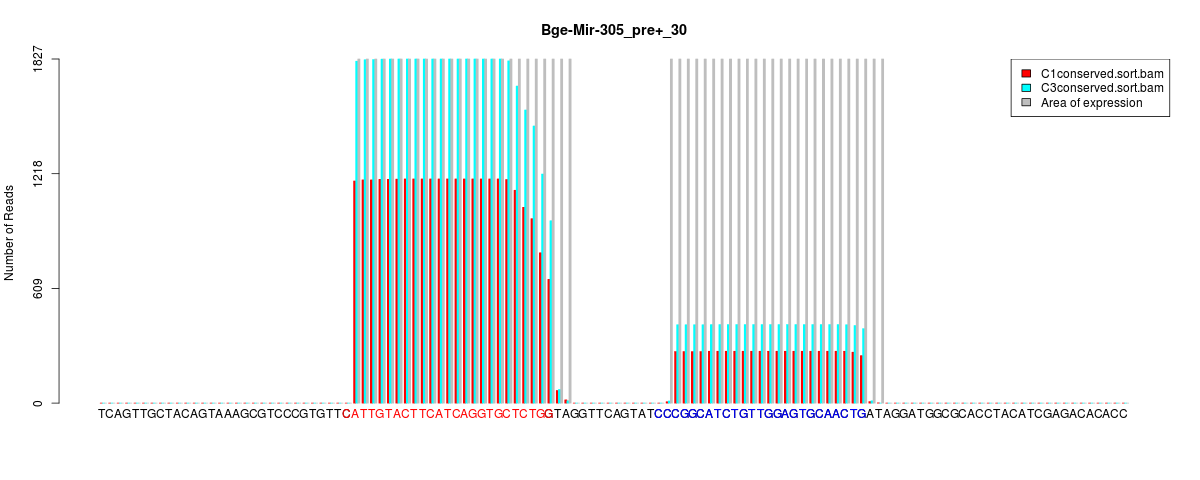 Bge-Mir-305_pre+_30
C1conserved.sort.bam
C3conserved.sort.bam
Area of expression
Number of Reads
1827
1218
609
0
TCAGTTGCTACAGTAAAGCGTCCCGTGTTCATTGTACTTCATCAGGTGCTCTGGTAGGTTCAGTATCCCGGCATCTGTTGGAGTGCAACTGATAGGATGGCGCACCTACATCGAGACACACC